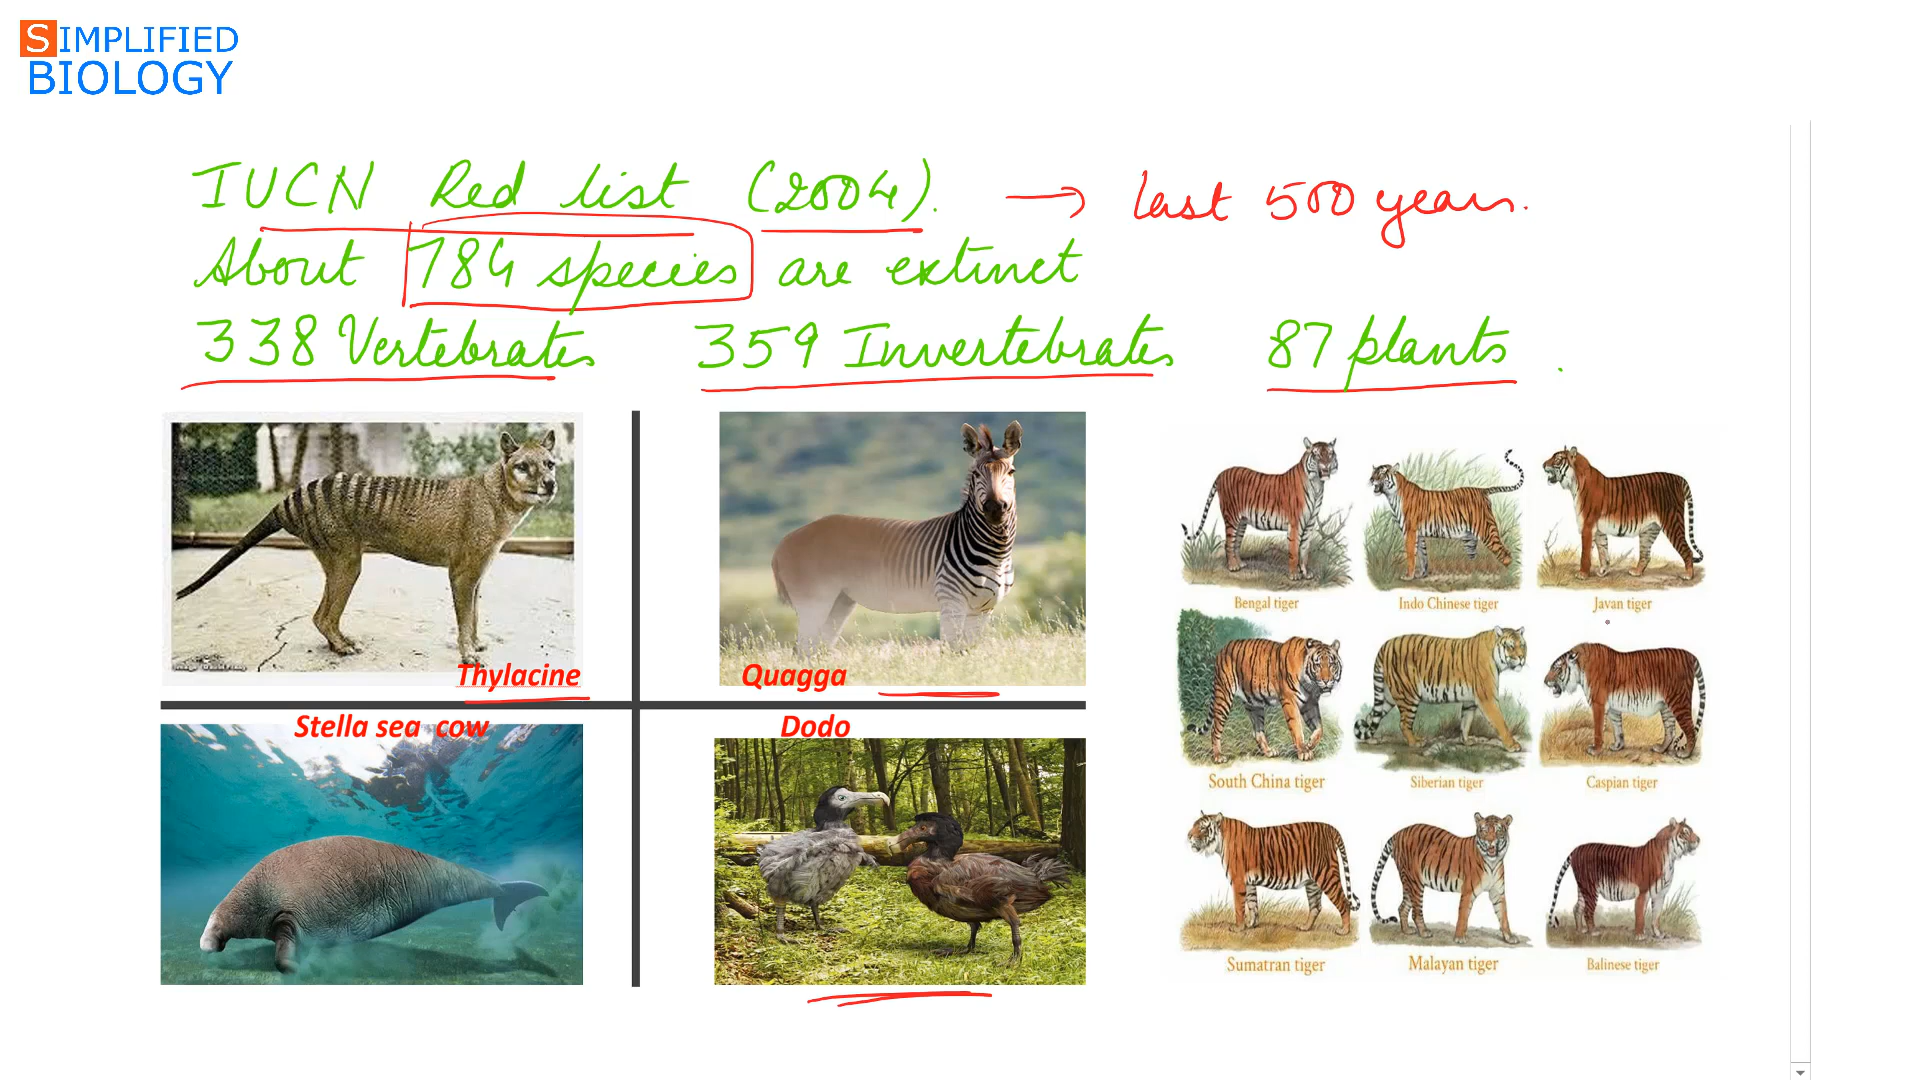 SIMPLIFIED
BIOLOGY
IUCN Red list (2004). → last 500 years.
About 784 species are extinct
338 Vertebrates 359 Invertebrates 87 plants.
Thylacine
Quagga
Stella sea cow
Dodo
Bengal tiger
Indo Chinese tiger
Javan tiger
South China tiger
Siberian tiger
Caspian tiger
Sumatran tiger
Malayan tiger
Balinese tiger